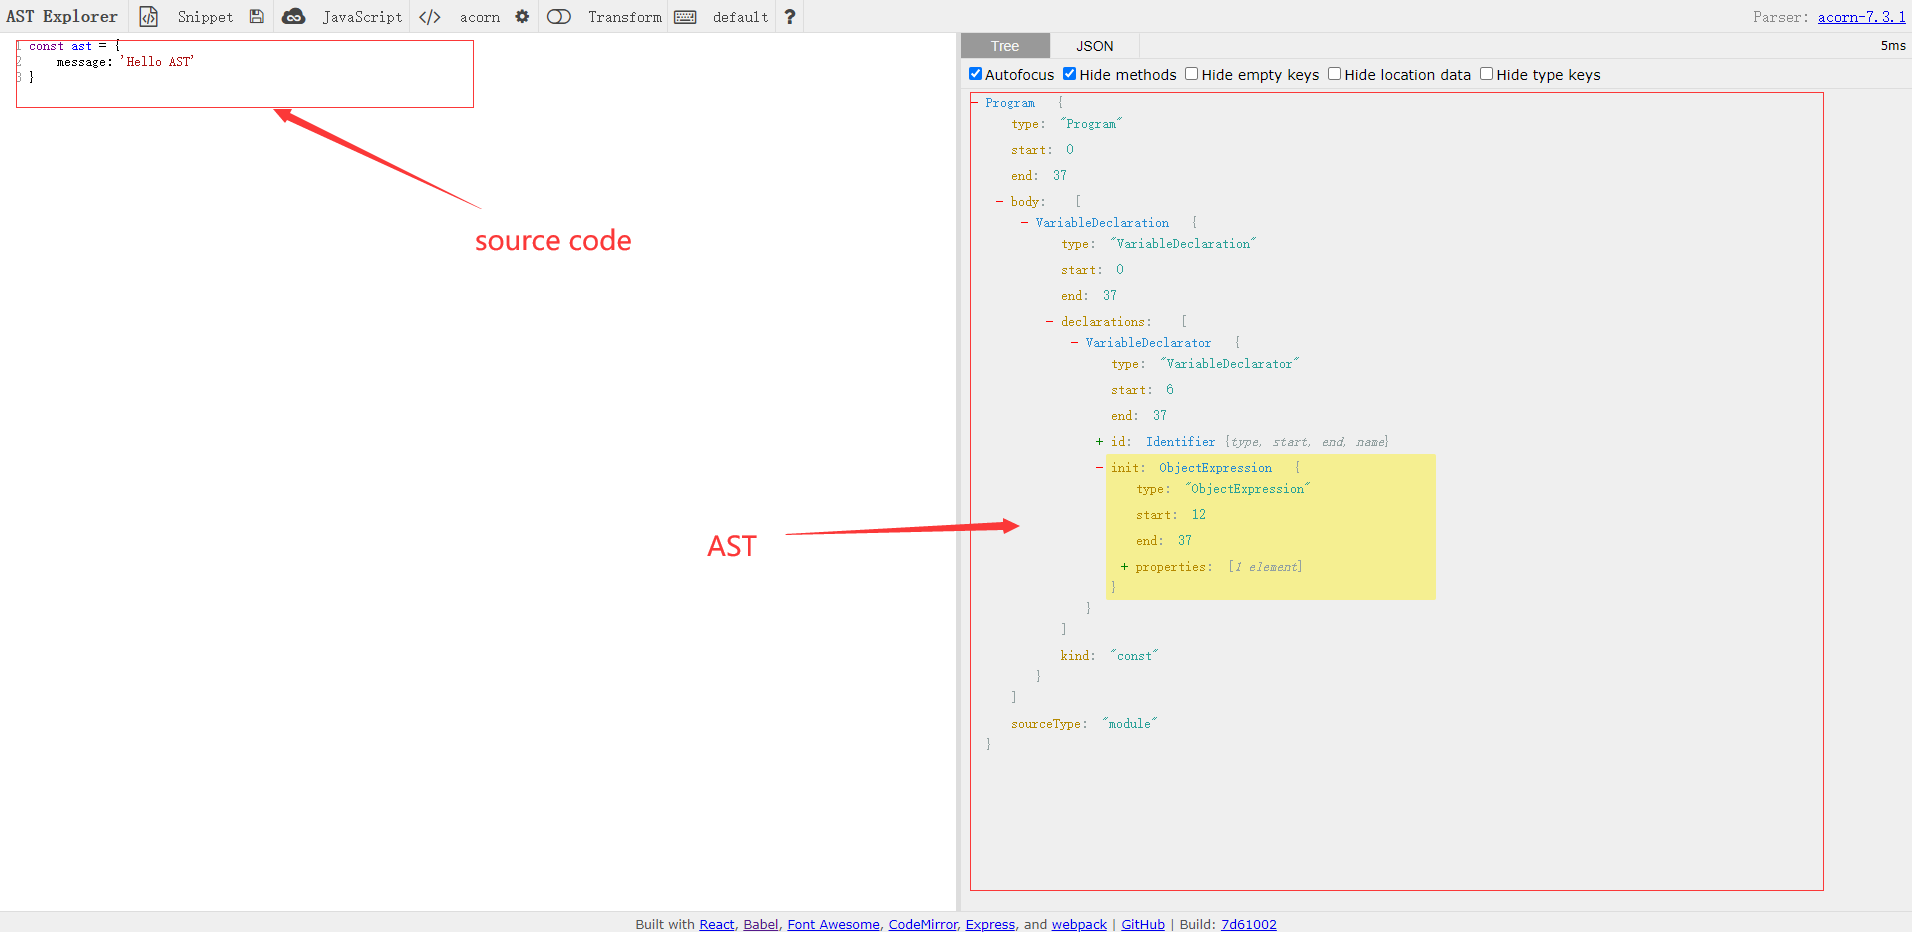 AST Explorer Snippet JavaScript </> acorn Transform default ? Parser: acorn-7.3.1
1 const ast = {
2 message: 'Hello AST'
3 }
source code
AST
Tree JSON 5ms
Autofocus Hide methods Hide empty keys Hide location data Hide type keys
- Program {
type: "Program"
start: 0
end: 37
- body: [
- VariableDeclaration {
type: "VariableDeclaration"
start: 0
end: 37
- declarations: [
- VariableDeclarator {
type: "VariableDeclarator"
start: 6
end: 37
+ id: Identifier {type, start, end, name}
- init: ObjectExpression {
type: "ObjectExpression"
start: 12
end: 37
+ properties: [1 element]
}
}
]
kind: "const"
}
]
sourceType: "module"
}
Built with React, Babel, Font Awesome, CodeMirror, Express, and webpack | GitHub | Build: 7d61002